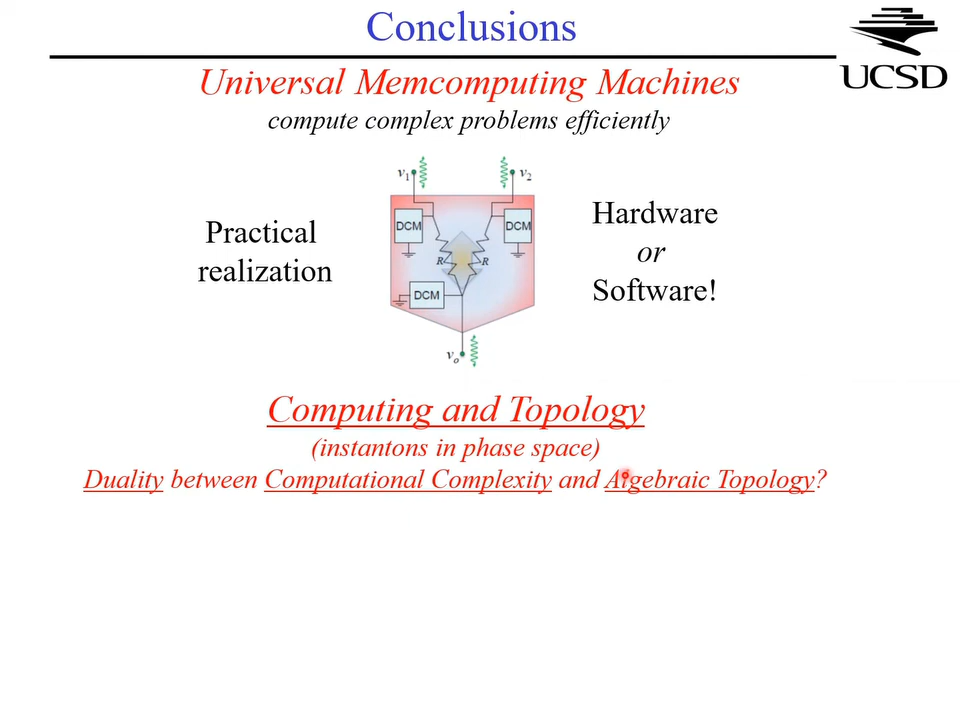 Conclusions
UCSD
Universal Memcomputing Machines
compute complex problems efficiently
v1
v2
DCM
DCM
R
R
DCM
vo
Practical
realization
Hardware
or
Software!
Computing and Topology
(instantons in phase space)
Duality between Computational Complexity and Algebraic Topology?